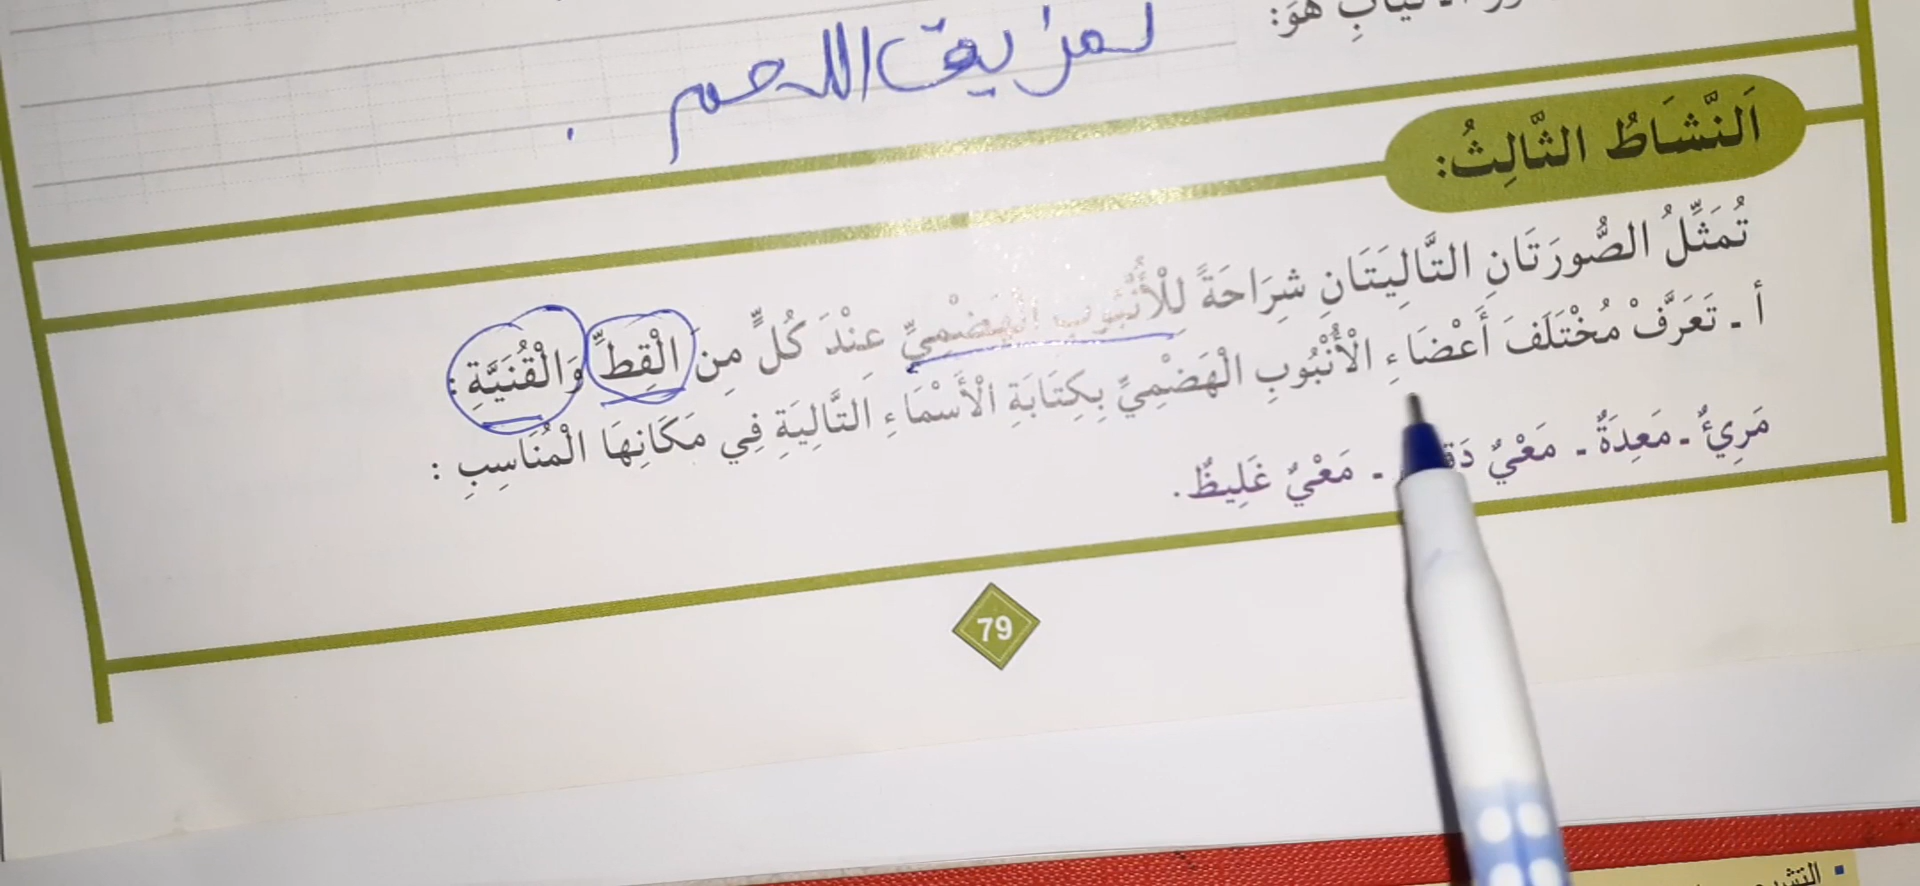 هُوَ:
لمزيق اللحم .
اَلنَّشَاطُ الثَّالِثُ:
تُمَثِّلُ الصُّورَتَانِ التَّالِيَتَانِ شِرَاحَةً لِلْأُنْبُوبِ الْهَضْمِيِّ عِنْدَ كُلٍّ مِنَ الْقِطِّ وَالْقُنَيَّةِ :
أ ـ تَعَرَّفْ مُخْتَلَفَ أَعْضَاءِ الْأُنْبُوبِ الْهَضْمِيِّ بِكِتَابَةِ الْأَسْمَاءِ التَّالِيَةِ فِي مَكَانِهَا الْمُنَاسِبِ :
مَرِيءٌ ـ مَعِدَةٌ ـ مَعْيٌ ـ مَعْيٌ غَلِيظٌ.
79